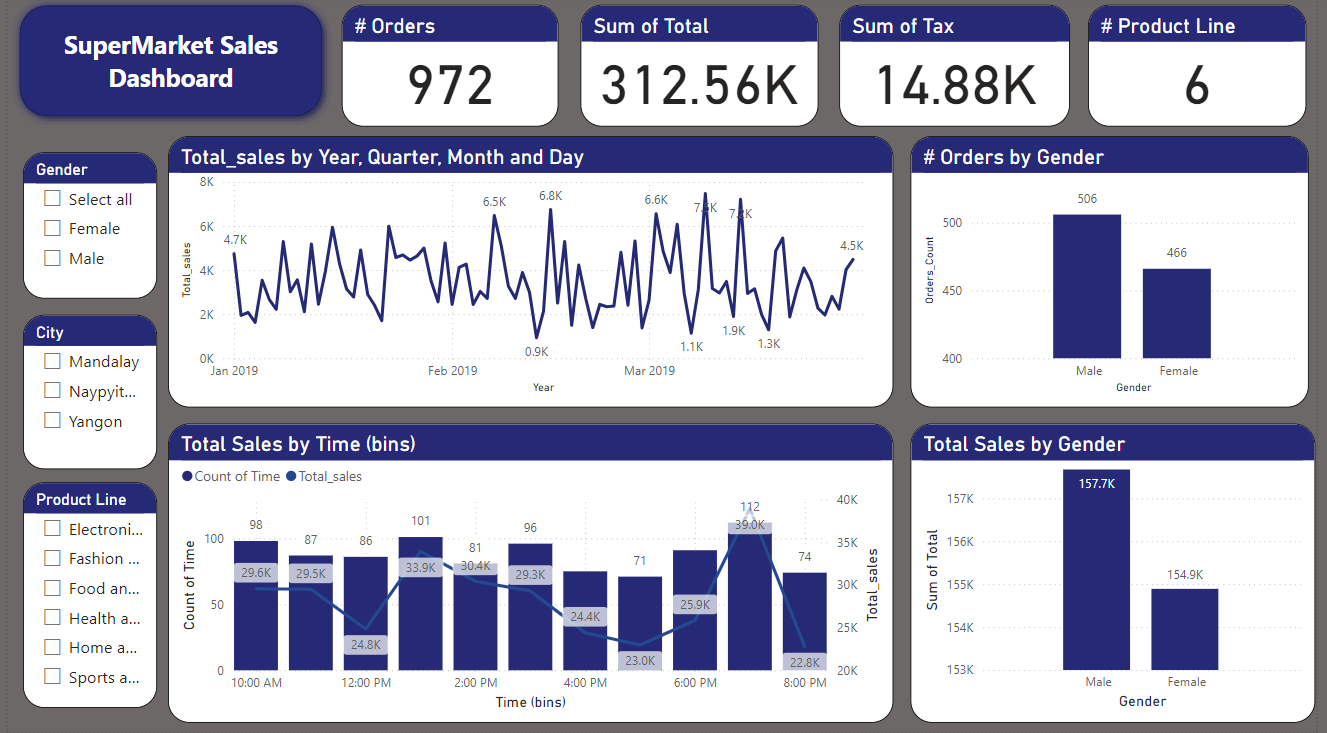 SuperMarket Sales
Dashboard
# Orders
972
Sum of Total
312.56K
Sum of Tax
14.88K
# Product Line
6
Gender
Select all
Female
Male
City
Mandalay
Naypyit...
Yangon
Product Line
Electroni...
Fashion ...
Food an...
Health a...
Home a...
Sports a...
Total_sales by Year, Quarter, Month and Day
8K
6K
4K
2K
0K
Total_sales
4.7K
6.5K
6.8K
6.6K
7.2K
4.5K
0.9K
1.1K
1.9K
1.3K
Jan 2019
Feb 2019
Mar 2019
Year
# Orders by Gender
500
450
400
Orders_Count
506
466
Male
Female
Gender
Total Sales by Time (bins)
Count of Time
Total_sales
100
50
0
Count of Time
98
87
86
101
81
96
71
112
74
29.6K
29.5K
24.8K
33.9K
30.4K
29.3K
24.4K
23.0K
25.9K
39.0K
22.8K
40K
35K
30K
25K
20K
Total_sales
10:00 AM
12:00 PM
2:00 PM
4:00 PM
6:00 PM
8:00 PM
Time (bins)
Total Sales by Gender
157K
156K
155K
154K
153K
Sum of Total
157.7K
154.9K
Male
Female
Gender